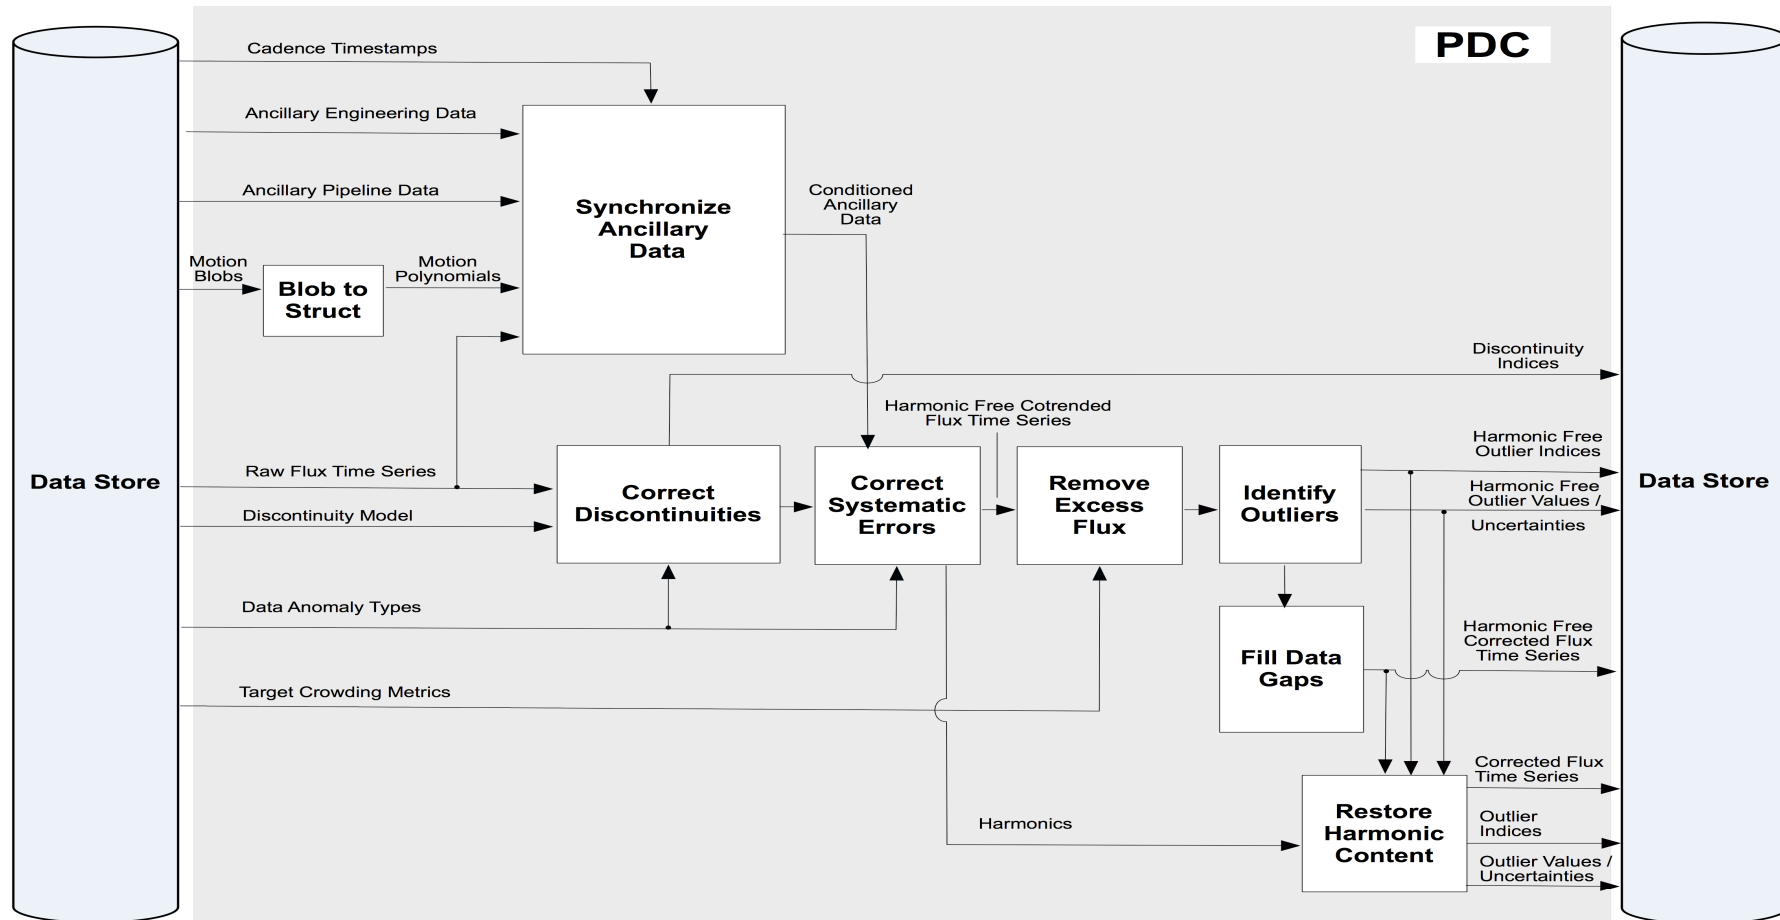 PDC
Cadence Timestamps
Ancillary Engineering Data
Ancillary Pipeline Data
Motion
Blobs
Blob to
Struct
Motion
Polynomials
Synchronize
Ancillary
Data
Conditioned
Ancillary
Data
Discontinuity
Indices
Data Store
Raw Flux Time Series
Discontinuity Model
Data Anomaly Types
Target Crowding Metrics
Correct
Discontinuities
Correct
Systematic
Errors
Harmonic Free Cotrended
Flux Time Series
Remove
Excess
Flux
Identify
Outliers
Harmonic Free
Outlier Indices
Harmonic Free
Outlier Values /
Uncertainties
Data Store
Fill Data
Gaps
Harmonic Free
Corrected Flux
Time Series
Harmonics
Restore
Harmonic
Content
Corrected Flux
Time Series
Outlier
Indices
Outlier Values /
Uncertainties